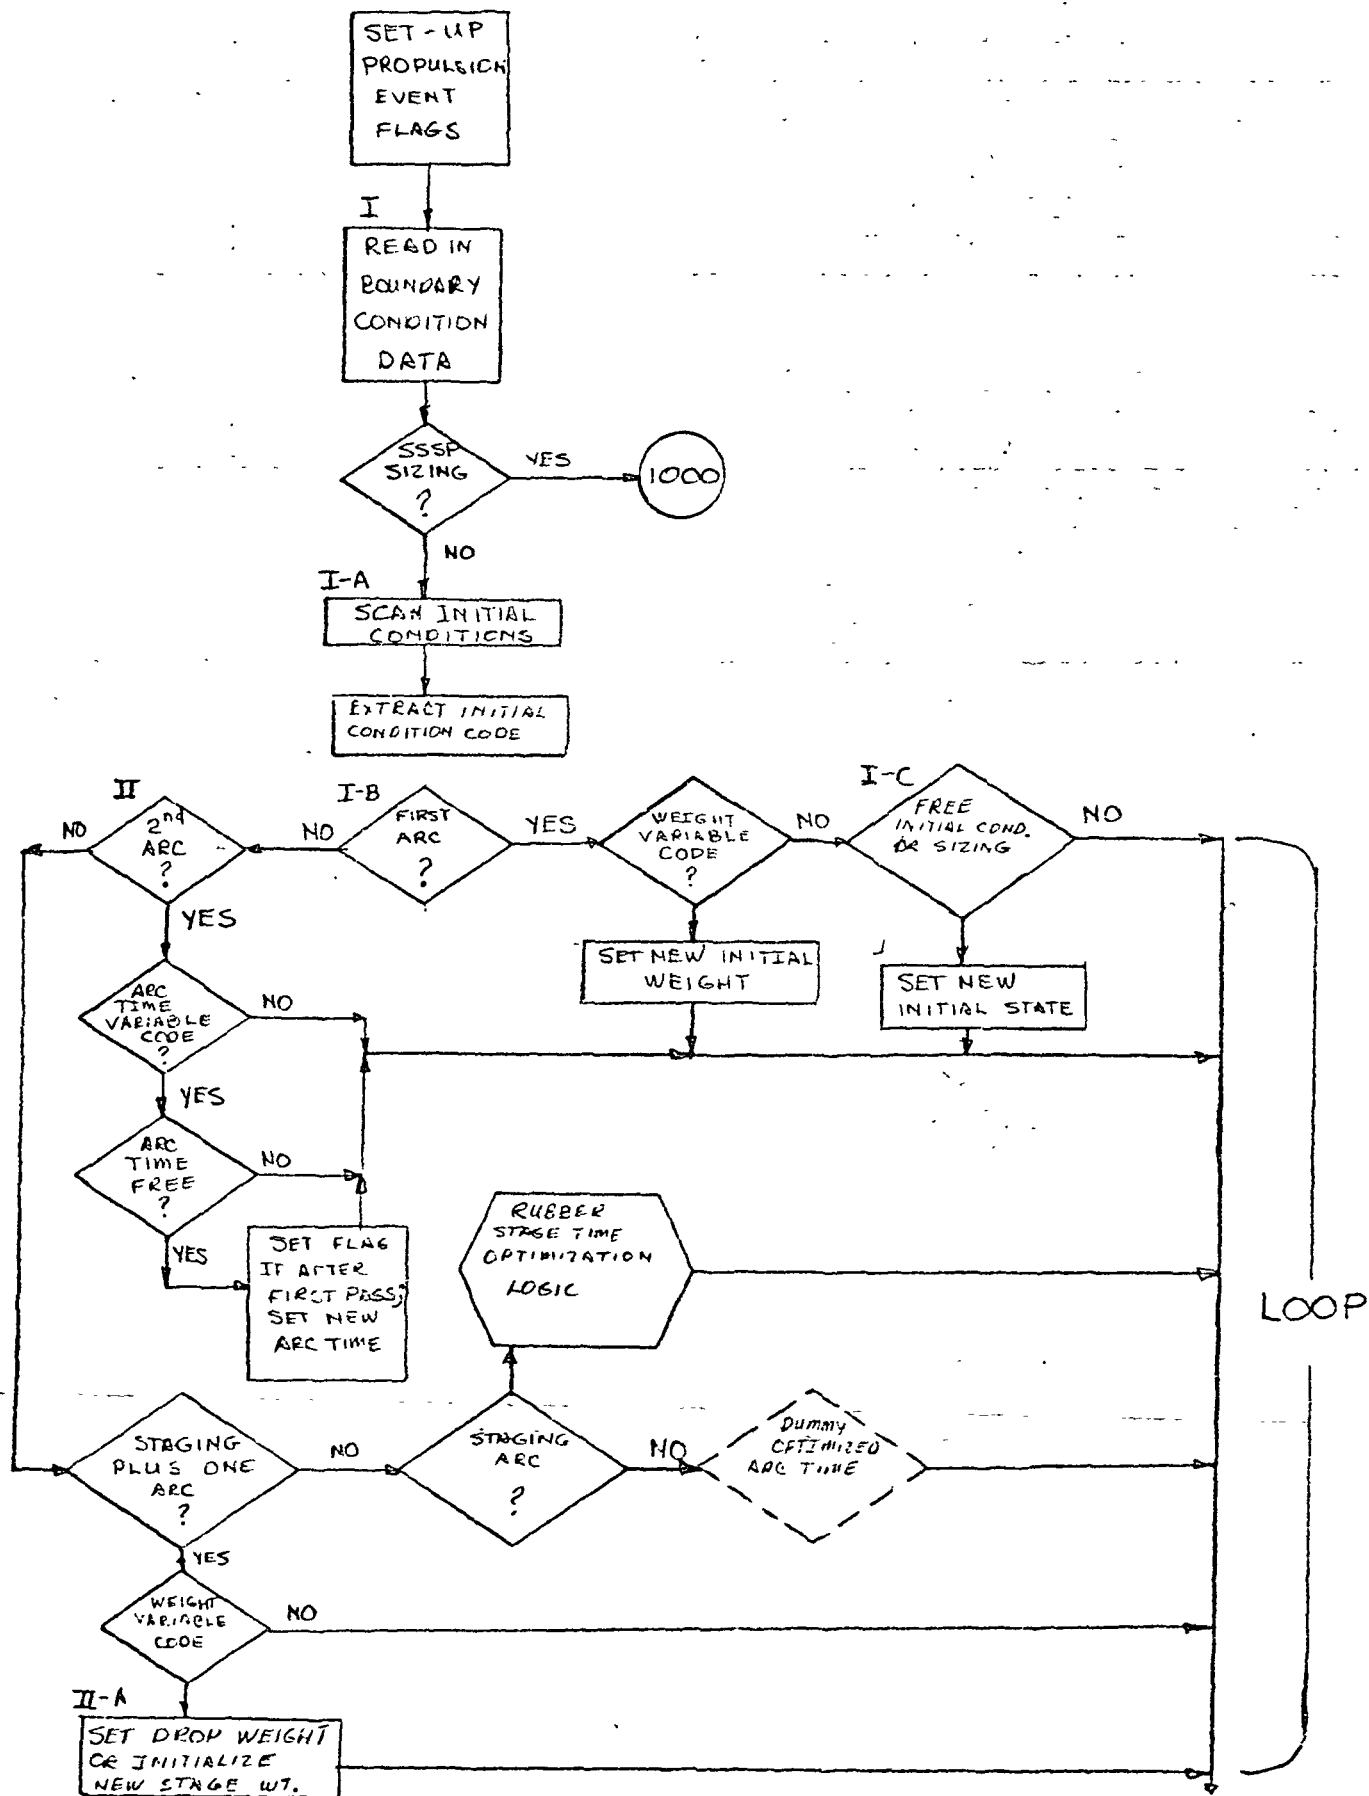 SET-UP
PROPULSION
EVENT
FLAGS
I
READ IN
BOUNDARY
CONDITION
DATA
SSSP
SIZING
?
YES
1000
NO
I-A
SCAN INITIAL
CONDITIONS
EXTRACT INITIAL
CONDITION CODE
II
2nd
ARC
?
NO
YES
I-B
FIRST
ARC
?
NO
YES
WEIGHT
VARIABLE
CODE
?
NO
I-C
FREE
INITIAL COND.
OR SIZING
NO
SET NEW INITIAL
WEIGHT
SET NEW
INITIAL STATE
ARC
TIME
VARIABLE
CODE
?
NO
YES
ARC
TIME
FREE
?
NO
YES
SET FLAG
IF AFTER
FIRST PASS;
SET NEW
ARC TIME
RUBBER
STAGE TIME
OPTIMIZATION
LOGIC
LOOP
STAGING
PLUS ONE
ARC
?
NO
STAGING
ARC
?
NO
DUMMY
OPTIMIZED
ARC TIME
YES
WEIGHT
VARIABLE
CODE
NO
II-A
SET DROP WEIGHT
OR INITIALIZE
NEW STAGE WT.